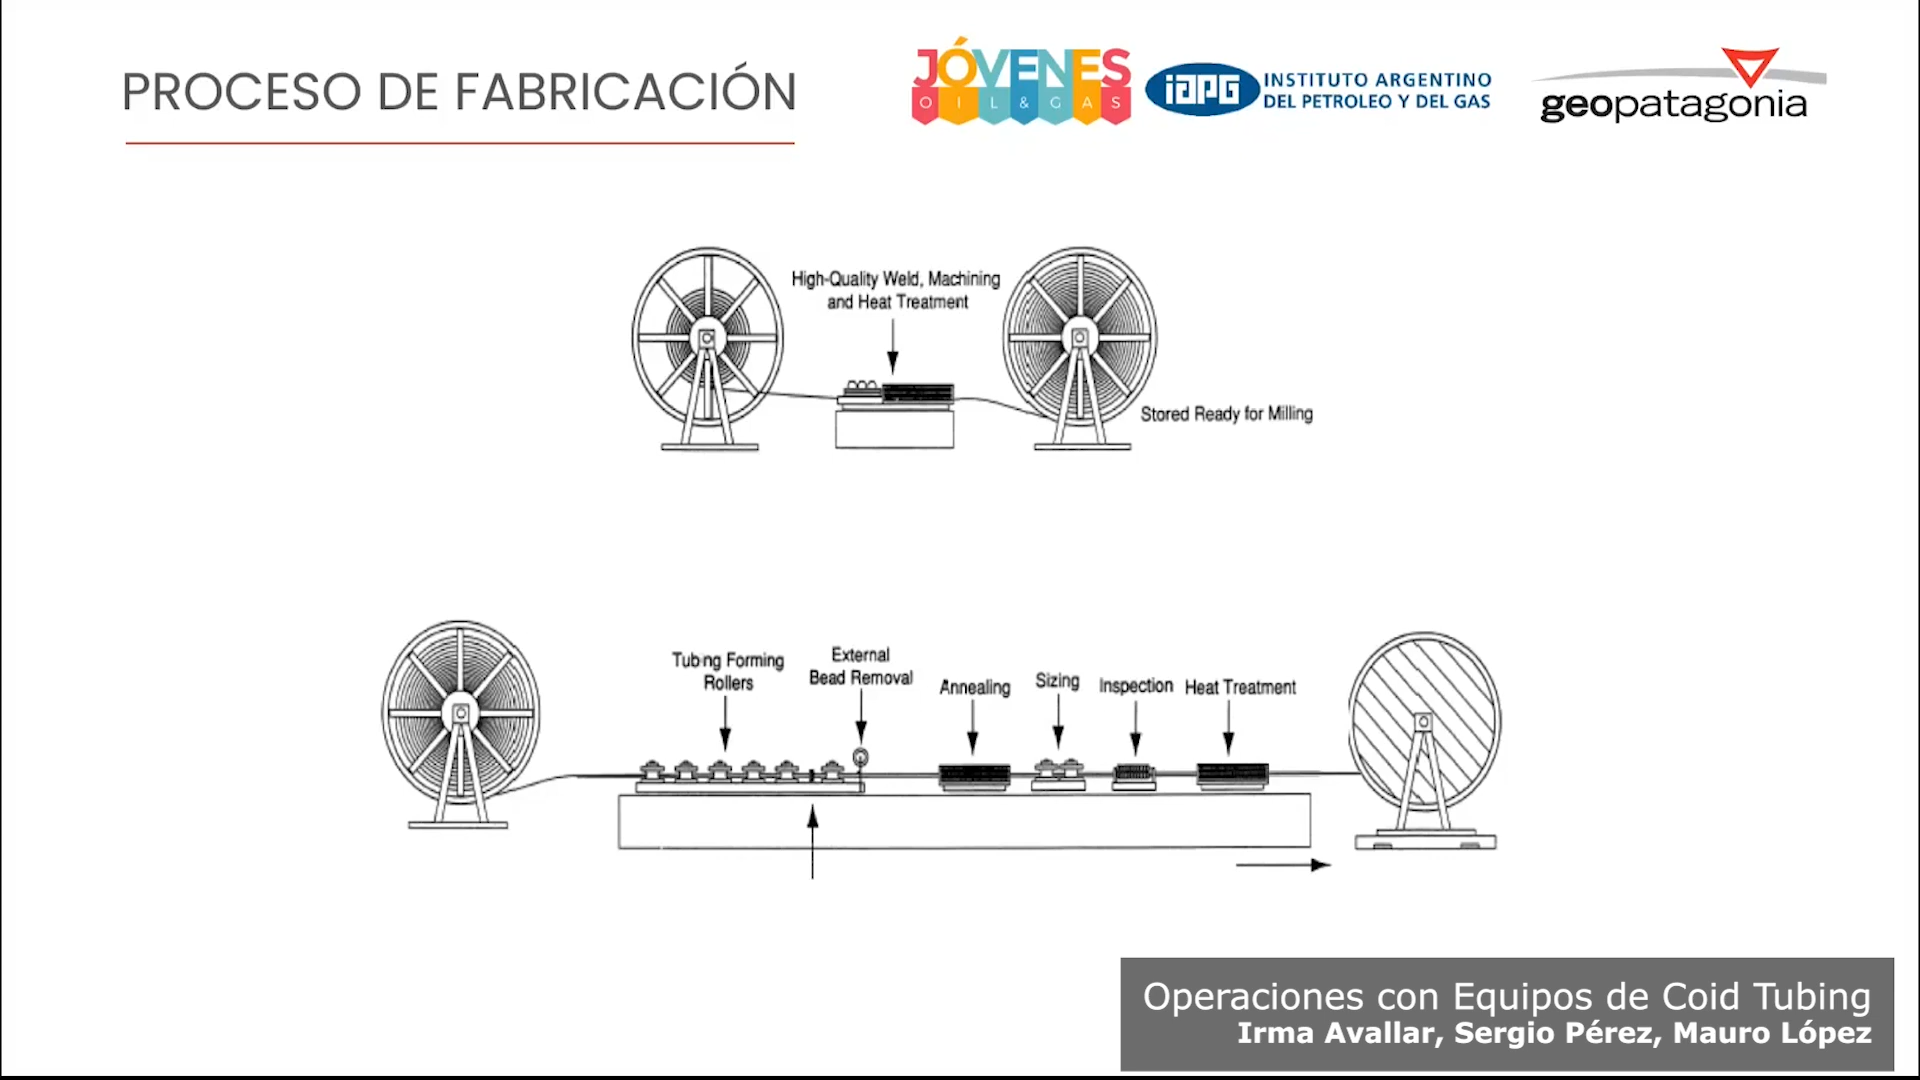 PROCESO DE FABRICACIÓN
JÓVENES
OIL&GAS
iAPG
INSTITUTO ARGENTINO
DEL PETROLEO Y DEL GAS
geopatagonia
High-Quality Weld, Machining
and Heat Treatment
Stored Ready for Milling
Tubing Forming
Rollers
External
Bead Removal
Annealing
Sizing
Inspection
Heat Treatment
Operaciones con Equipos de Coid Tubing
Irma Avallar, Sergio Pérez, Mauro López